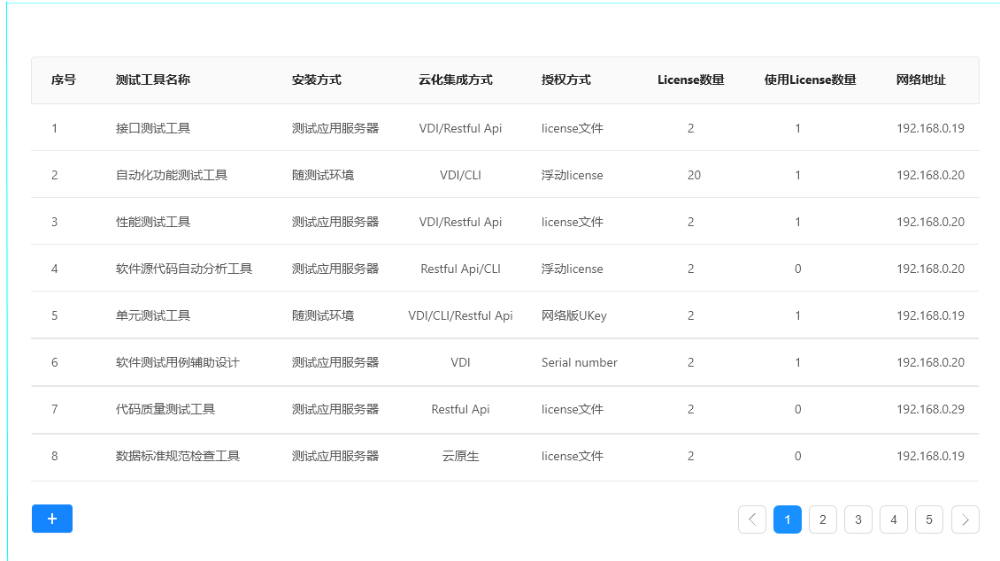 序号 测试工具名称 安装方式 云化集成方式 授权方式 License数量 使用License数量 网络地址
1 接口测试工具 测试应用服务器 VDI/Restful Api license文件 2 1 192.168.0.19
2 自动化功能测试工具 随测试环境 VDI/CLI 浮动license 20 1 192.168.0.20
3 性能测试工具 测试应用服务器 VDI/Restful Api license文件 2 1 192.168.0.20
4 软件源代码自动分析工具 测试应用服务器 Restful Api/CLI 浮动license 2 0 192.168.0.20
5 单元测试工具 随测试环境 VDI/CLI/Restful Api 网络版UKey 2 1 192.168.0.19
6 软件测试用例辅助设计 测试应用服务器 VDI Serial number 2 1 192.168.0.20
7 代码质量测试工具 测试应用服务器 Restful Api license文件 2 0 192.168.0.29
8 数据标准规范检查工具 测试应用服务器 云原生 license文件 2 0 192.168.0.19
+ 1 2 3 4 5